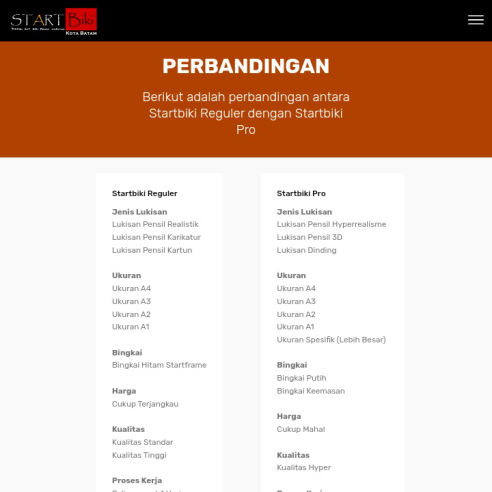 START Biki
KOTA BATAM
PERBANDINGAN
Berikut adalah perbandingan antara
Startbiki Reguler dengan Startbiki
Pro
Startbiki Reguler
Jenis Lukisan
Lukisan Pensil Realistik
Lukisan Pensil Karikatur
Lukisan Pensil Kartun
Ukuran
Ukuran A4
Ukuran A3
Ukuran A2
Ukuran A1
Bingkai
Bingkai Hitam Startframe
Harga
Cukup Terjangkau
Kualitas
Kualitas Standar
Kualitas Tinggi
Proses Kerja
Startbiki Pro
Jenis Lukisan
Lukisan Pensil Hyperrealisme
Lukisan Pensil 3D
Lukisan Dinding
Ukuran
Ukuran A4
Ukuran A3
Ukuran A2
Ukuran A1
Ukuran Spesifik (Lebih Besar)
Bingkai
Bingkai Putih
Bingkai Keemasan
Harga
Cukup Mahal
Kualitas
Kualitas Hyper